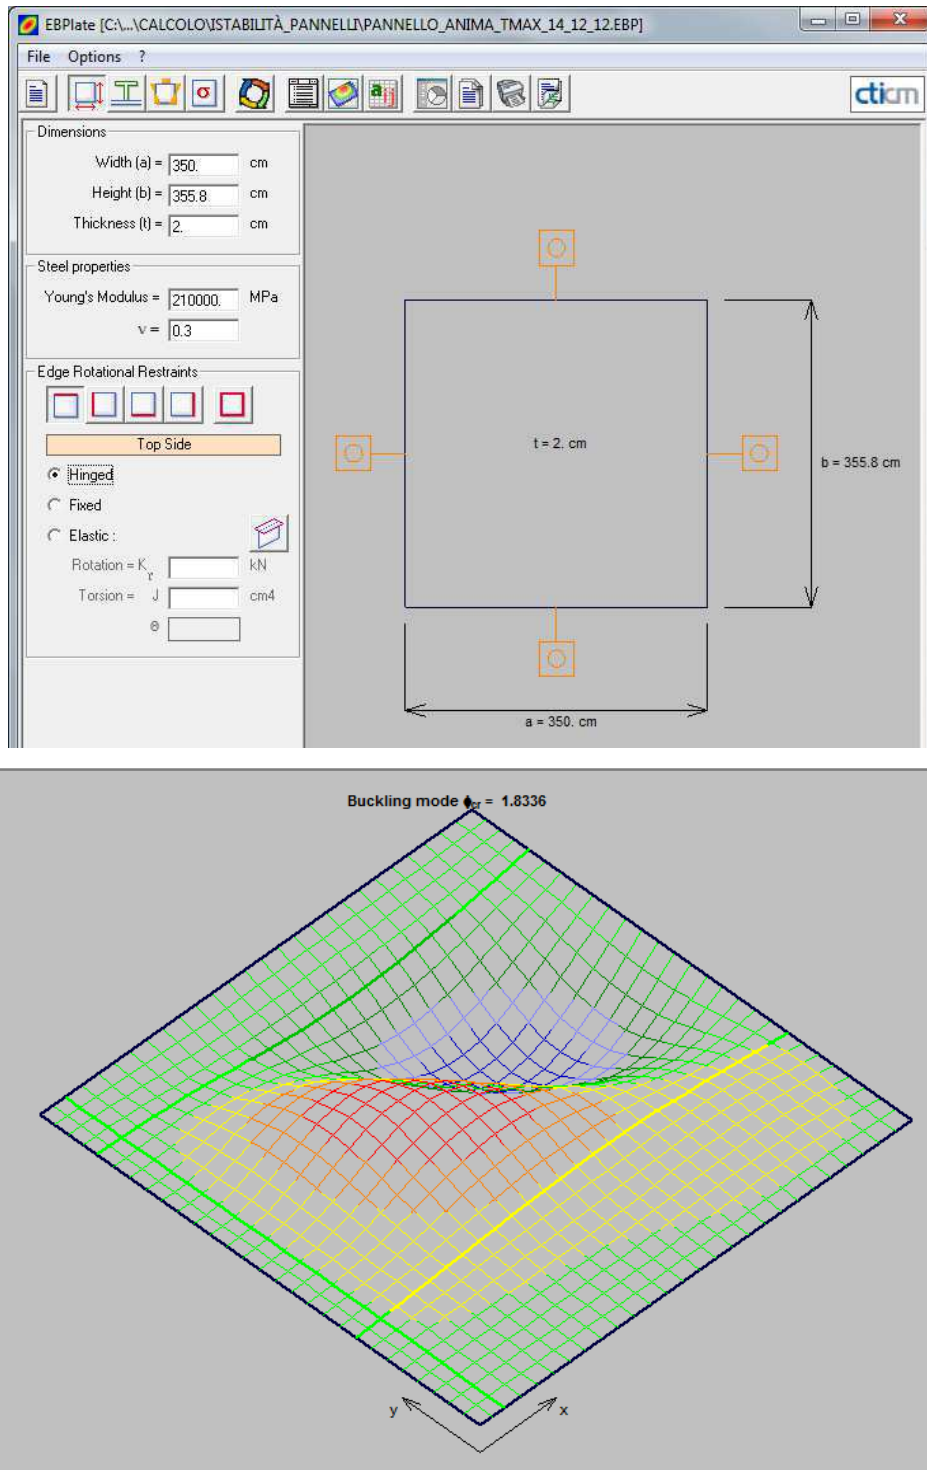 EBPlate [C:\...\CALCOLO\ISTABILITÀ_PANNELLI\PANNELLO_ANIMA_TMAX_14_12_12.EBP]
File Options ?
cticm
Dimensions
Width (a) = 350. cm
Height (b) = 355.8 cm
Thickness (t) = 2. cm
Steel properties
Young's Modulus = 210000. MPa
ν = 0.3
Edge Rotational Restraints
Top Side
Hinged
Fixed
Elastic :
Rotation = Kr kN
Torsion = J cm4
Θ
t = 2. cm
b = 355.8 cm
a = 350. cm
Buckling mode ϕcr = 1.8336
y x